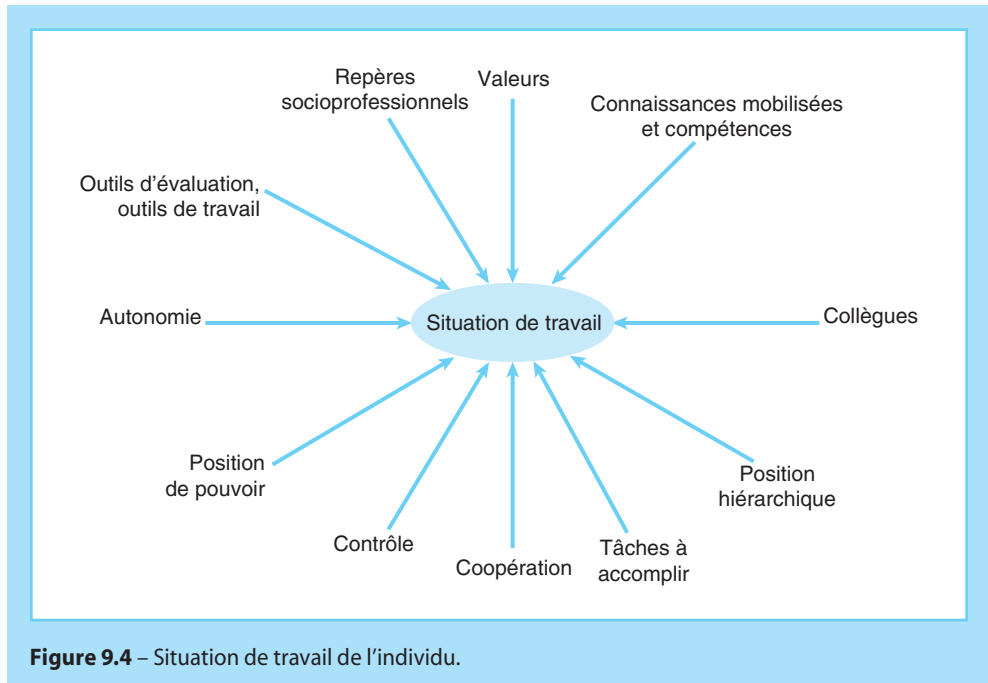 Repères
socioprofessionnels
Valeurs
Connaissances mobilisées
et compétences
Outils d'évaluation,
outils de travail
Autonomie
Situation de travail
Collègues
Position
de pouvoir
Position
hiérarchique
Contrôle
Coopération
Tâches à
accomplir
Figure 9.4 – Situation de travail de l'individu.